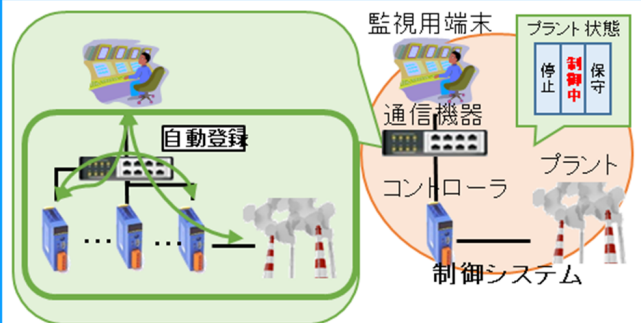 自動登録
監視用端末
通信機器
コントローラ
プラント
制御システム
プラント状態
停止
制御中
保守
…
…